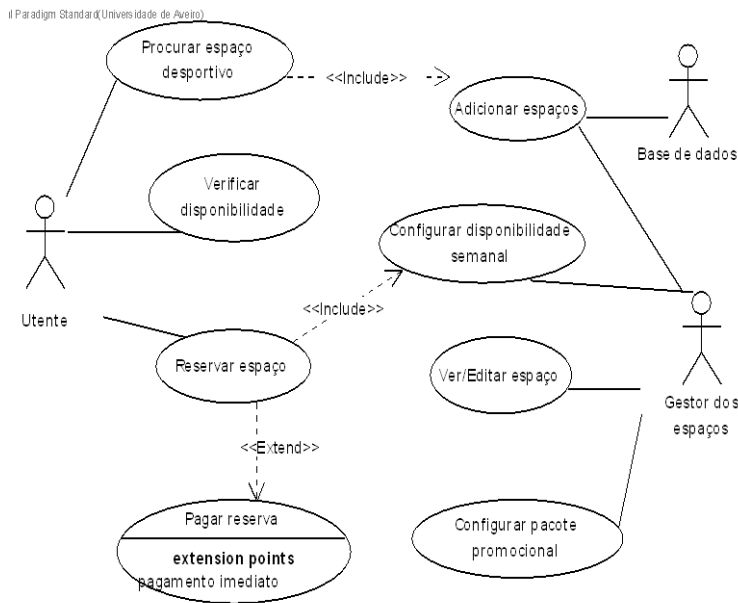 il Paradigm Standard(Universidade de Aveiro)
Procurar espaço
desportivo
<<Include>>
Adicionar espaços
Base de dados
Verificar
disponibilidade
Configurar disponibilidade
semanal
Utente
<<Include>>
Reservar espaço
Ver/Editar espaço
Gestor dos
espaços
<<Extend>>
Pagar reserva
extension points
pagamento imediato
Configurar pacote
promocional